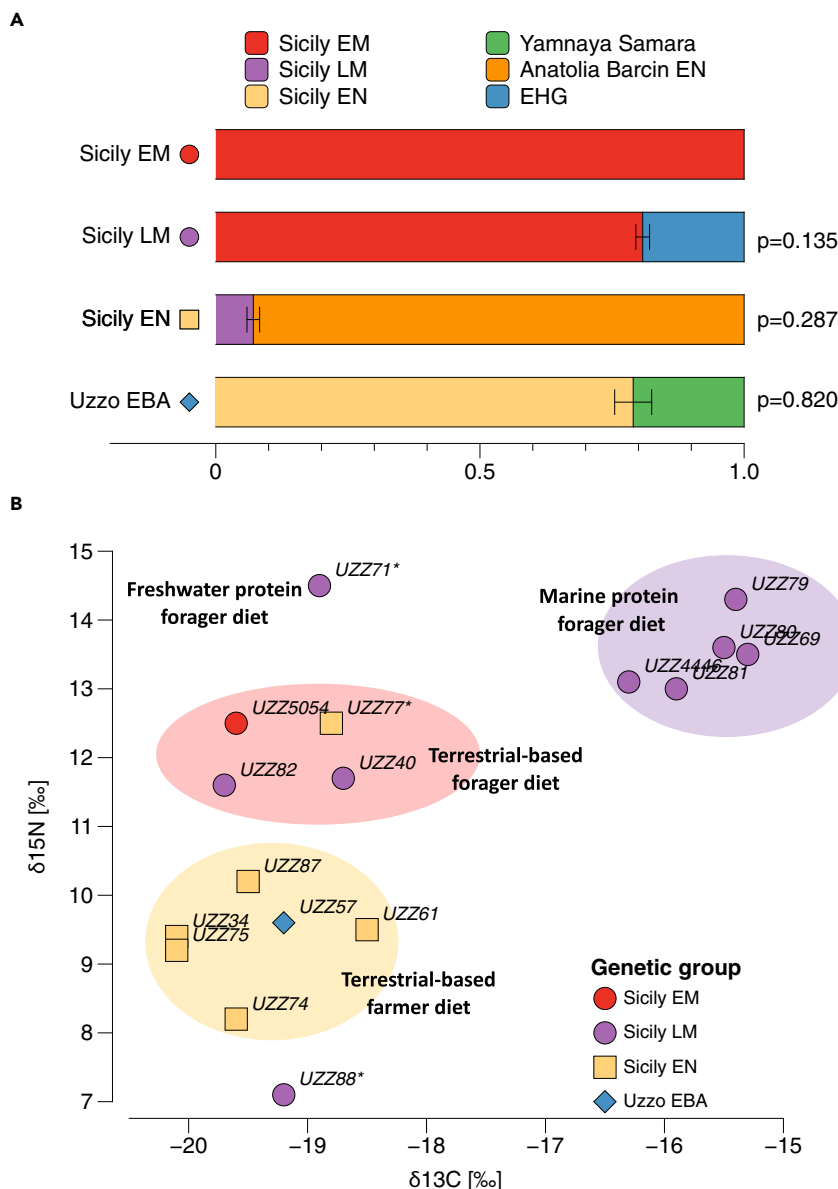 A
Sicily EM
Yamnaya Samara
Sicily LM
Anatolia Barcin EN
Sicily EN
EHG
Sicily EM
Sicily LM
p=0.135
Sicily EN
p=0.287
Uzzo EBA
p=0.820
0
0.5
1.0
B
15
14
13
12
11
10
9
8
7
δ15N [‰]
UZZ71*
Freshwater protein
forager diet
Marine protein
forager diet
UZZ79
UZZ80
UZZ69
UZZ4446
UZZ81
UZZ5054
UZZ77*
UZZ82
UZZ40
Terrestrial-based
forager diet
UZZ87
UZZ34
UZZ57
UZZ61
UZZ75
Terrestrial-based
farmer diet
UZZ74
UZZ88*
Genetic group
Sicily EM
Sicily LM
Sicily EN
Uzzo EBA
−20
−19
−18
−17
−16
−15
δ13C [‰]